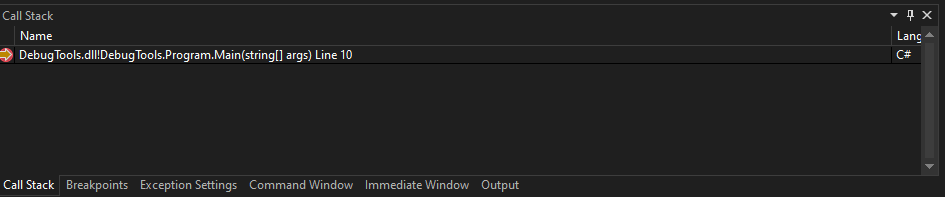 Call Stack
Name Lang
DebugTools.dll!DebugTools.Program.Main(string[] args) Line 10 C#
Call Stack Breakpoints Exception Settings Command Window Immediate Window Output